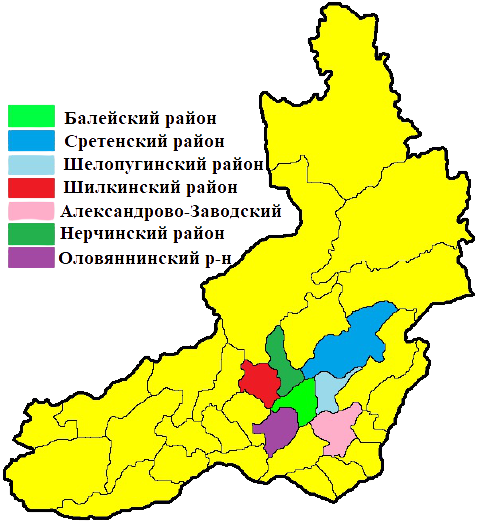 Балейский район
Сретенский район
Шелопугинский район
Шилкинский район
Александрово-Заводский
Нерчинский район
Оловяннинский р-н